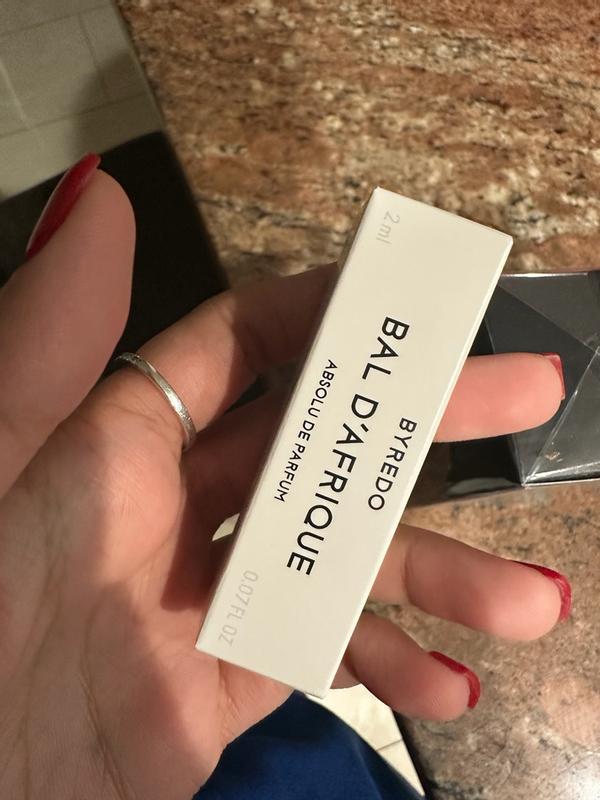 BYREDO
BAL D'AFRIQUE
ABSOLU DE PARFUM
2 ml
0.07 FL OZ